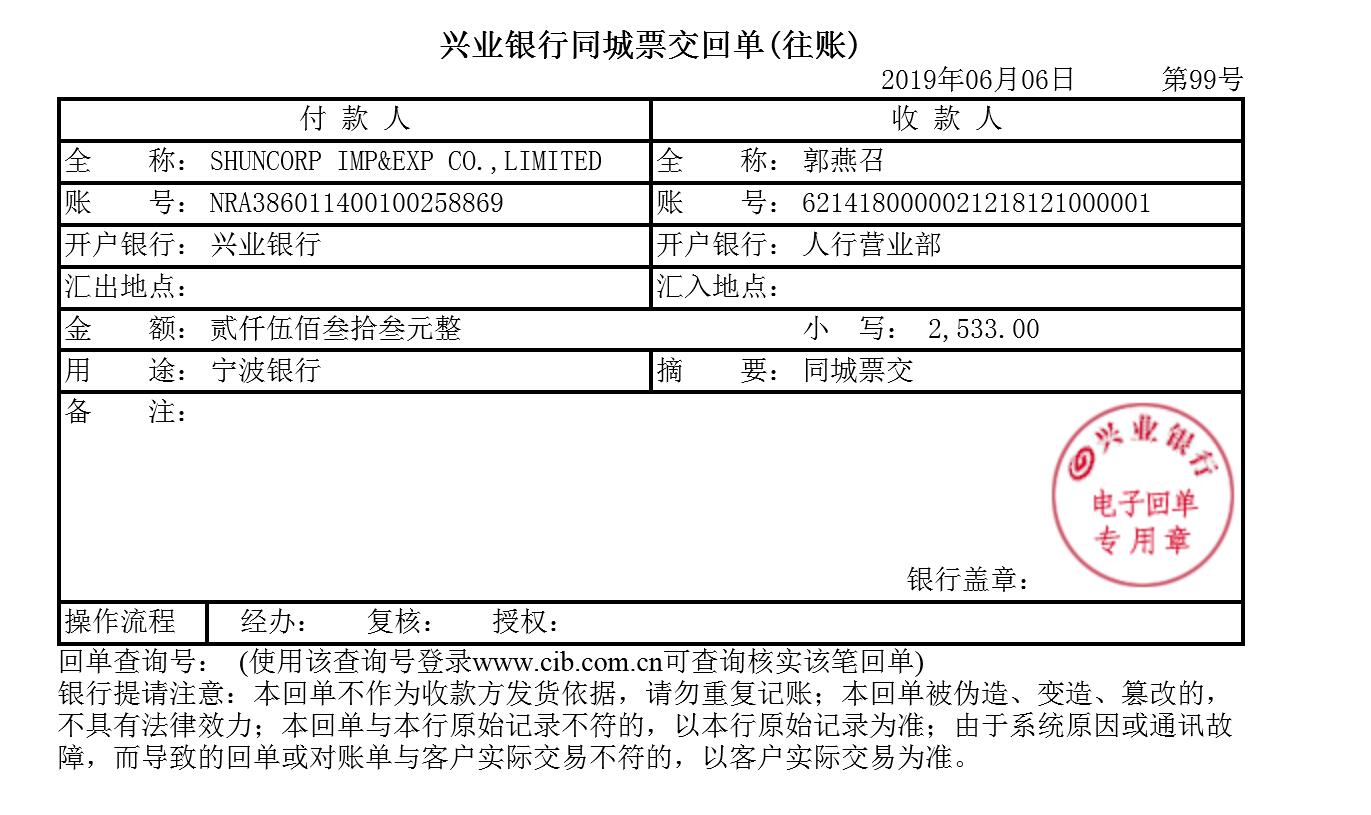 兴业银行同城票交回单(往账)
2019年06月06日 第99号
付 款 人 收 款 人
全 称: SHUNCORP IMP&EXP CO.,LIMITED 全 称: 郭燕召
账 号: NRA386011400100258869 账 号: 6214180000021218121000001
开户银行: 兴业银行 开户银行: 人行营业部
汇出地点: 汇入地点:
金 额: 贰仟伍佰叁拾叁元整 小 写: 2,533.00
用 途: 宁波银行 摘 要: 同城票交
备 注:
兴业银行
电子回单
专用章
银行盖章:
操作流程 经办: 复核: 授权:
回单查询号: (使用该查询号登录www.cib.com.cn可查询核实该笔回单)
银行提请注意: 本回单不作为收款方发货依据, 请勿重复记账; 本回单被伪造、变造、篡改的,
不具有法律效力; 本回单与本行原始记录不符的, 以本行原始记录为准; 由于系统原因或通讯故
障, 而导致的回单或对账单与客户实际交易不符的, 以客户实际交易为准。